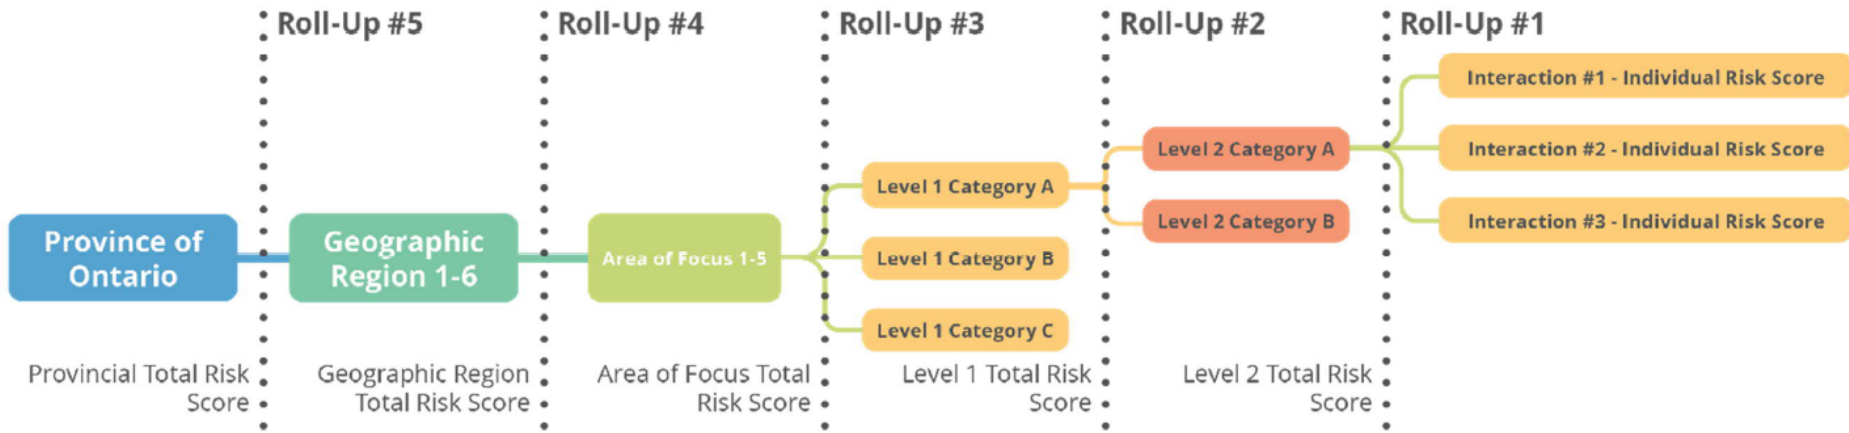 Roll-Up #5
Roll-Up #4
Roll-Up #3
Roll-Up #2
Roll-Up #1
Province of
Ontario
Geographic
Region 1-6
Area of Focus 1-5
Level 1 Category A
Level 1 Category B
Level 1 Category C
Level 2 Category A
Level 2 Category B
Interaction #1 - Individual Risk Score
Interaction #2 - Individual Risk Score
Interaction #3 - Individual Risk Score
Provincial Total Risk
Score
Geographic Region
Total Risk Score
Area of Focus Total
Risk Score
Level 1 Total Risk
Score
Level 2 Total Risk
Score